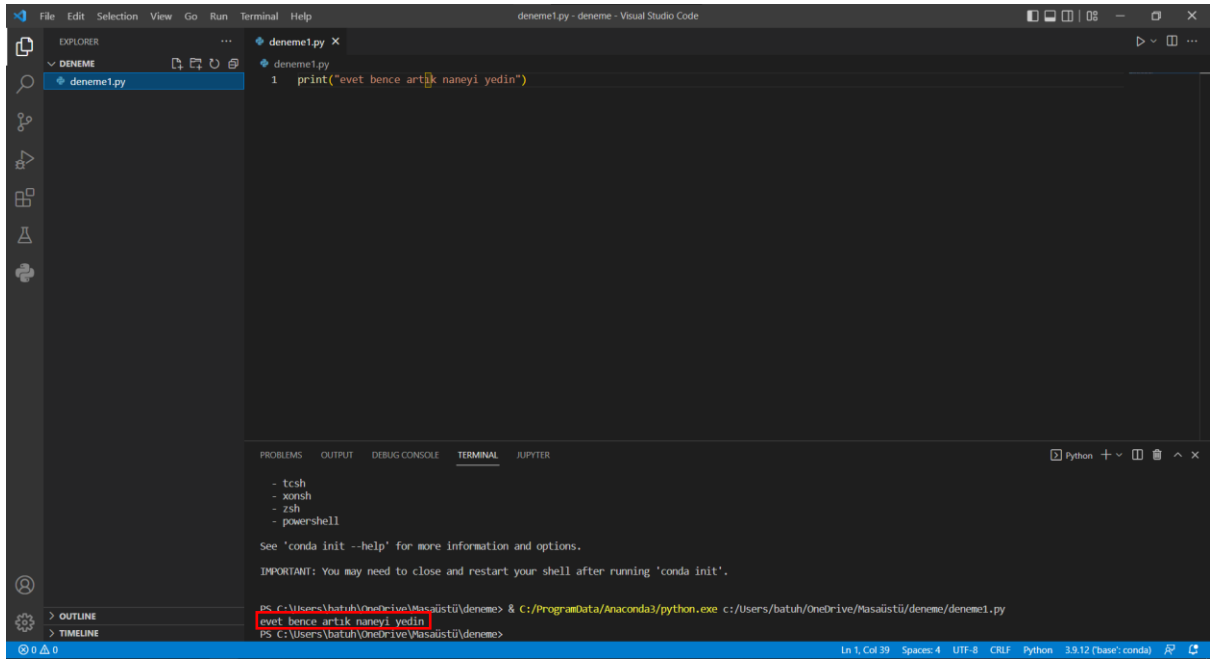 File Edit Selection View Go Run Terminal Help
deneme1.py - deneme - Visual Studio Code
EXPLORER
DENEME
deneme1.py
OUTLINE
TIMELINE
deneme1.py
deneme1.py
1 print("evet bence artık naneyi yedin")
PROBLEMS OUTPUT DEBUG CONSOLE TERMINAL JUPYTER
Python
- tcsh
- xonsh
- zsh
- powershell
See 'conda init --help' for more information and options.
IMPORTANT: You may need to close and restart your shell after running 'conda init'.
PS C:\Users\batuh\OneDrive\Masaüstü\deneme> & C:/ProgramData/Anaconda3/python.exe c:/Users/batuh/OneDrive/Masaüstü/deneme/deneme1.py
evet bence artık naneyi yedin
PS C:\Users\batuh\OneDrive\Masaüstü\deneme>
0 0
Ln 1, Col 39 Spaces: 4 UTF-8 CRLF Python 3.9.12 ('base': conda)